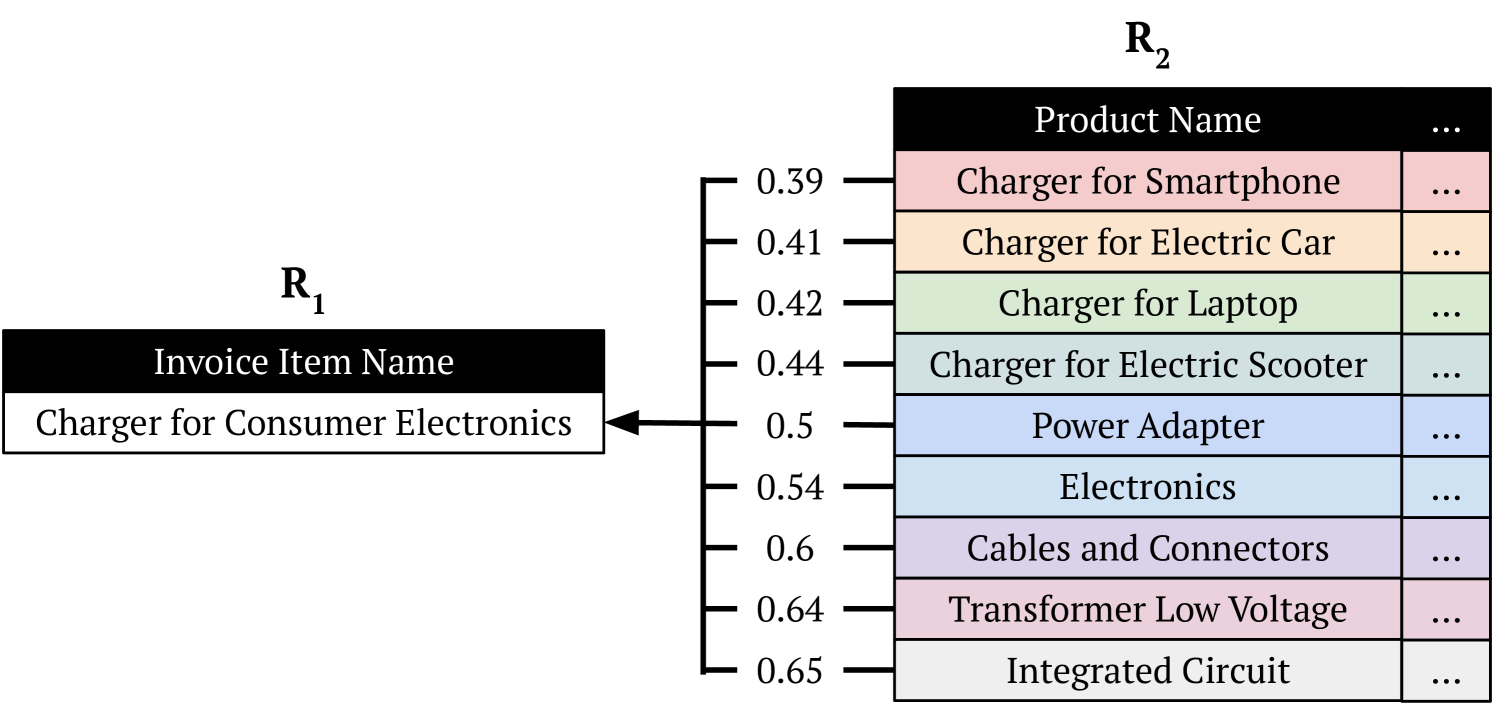 R2
Product Name ...
0.39 Charger for Smartphone ...
0.41 Charger for Electric Car ...
0.42 Charger for Laptop ...
R1
Invoice Item Name
0.44 Charger for Electric Scooter ...
Charger for Consumer Electronics
0.5 Power Adapter ...
0.54 Electronics ...
0.6 Cables and Connectors ...
0.64 Transformer Low Voltage ...
0.65 Integrated Circuit ...